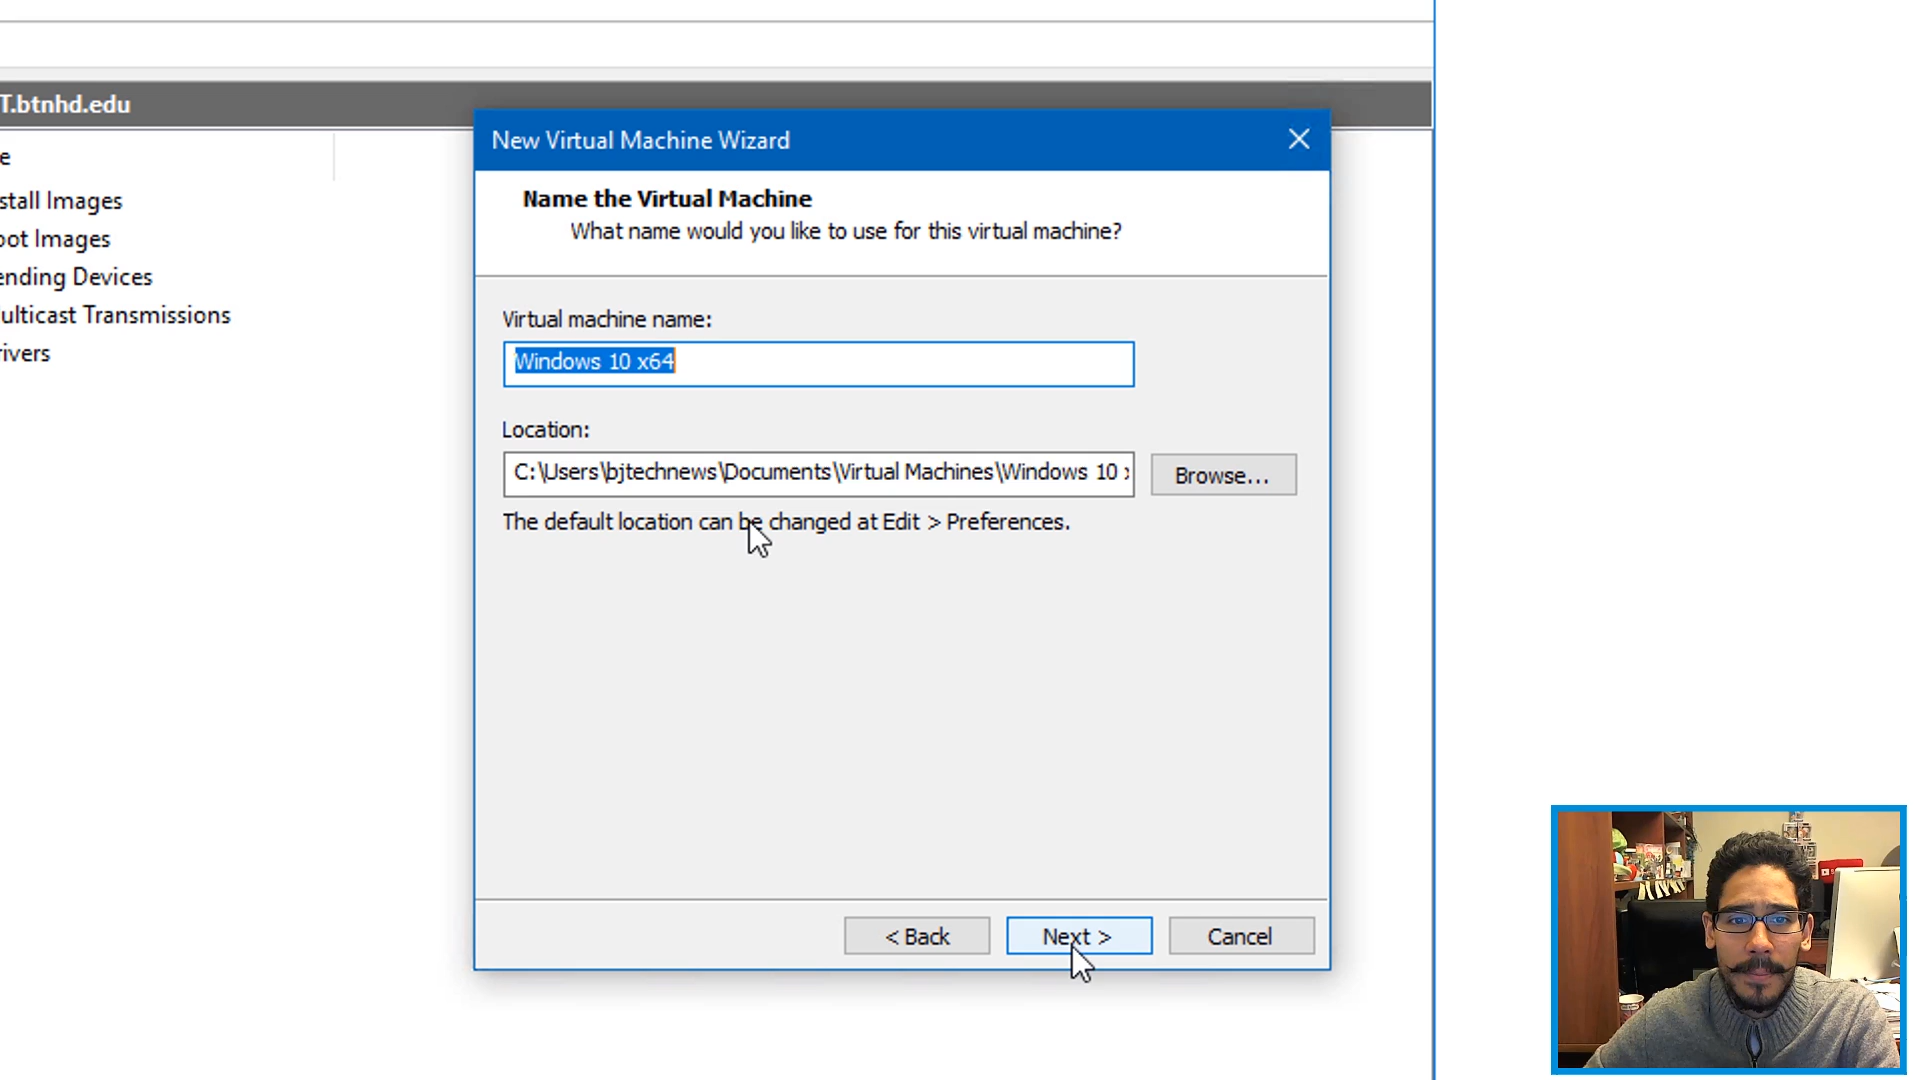 T.btnhd.edu
e
stall Images
oot Images
ending Devices
ulticast Transmissions
rivers
New Virtual Machine Wizard
Name the Virtual Machine
What name would you like to use for this virtual machine?
Virtual machine name:
Windows 10 x64
Location:
C:\Users\bjtechnews\Documents\Virtual Machines\Windows 10
Browse...
The default location can be changed at Edit > Preferences.
< Back
Next >
Cancel